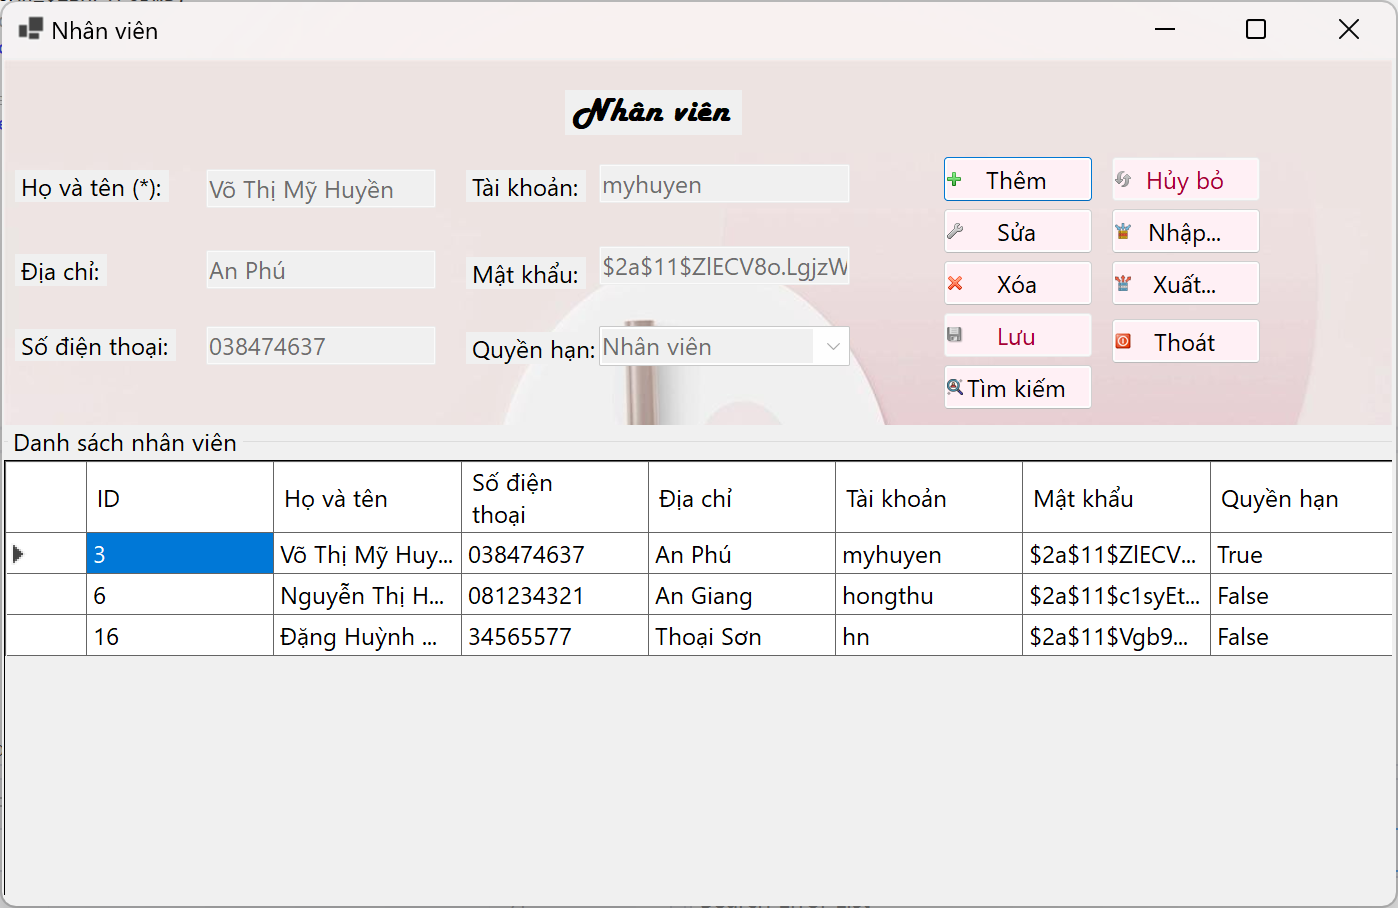 Nhân viên
Nhân viên
Họ và tên (*): Võ Thị Mỹ Huyền Tài khoản: myhuyen Thêm Hủy bỏ
Sửa Nhập...
Địa chỉ: An Phú Mật khẩu: $2a$11$ZlECV8o.LgjzW Xóa Xuất...
Số điện thoại: 038474637 Quyền hạn: Nhân viên Lưu Thoát
Tìm kiếm
Danh sách nhân viên
ID Họ và tên Số điện thoại Địa chỉ Tài khoản Mật khẩu Quyền hạn
3 Võ Thị Mỹ Huy... 038474637 An Phú myhuyen $2a$11$ZlECV... True
6 Nguyễn Thị H... 081234321 An Giang hongthu $2a$11$c1syEt... False
16 Đặng Huỳnh ... 34565577 Thoại Sơn hn $2a$11$Vgb9... False